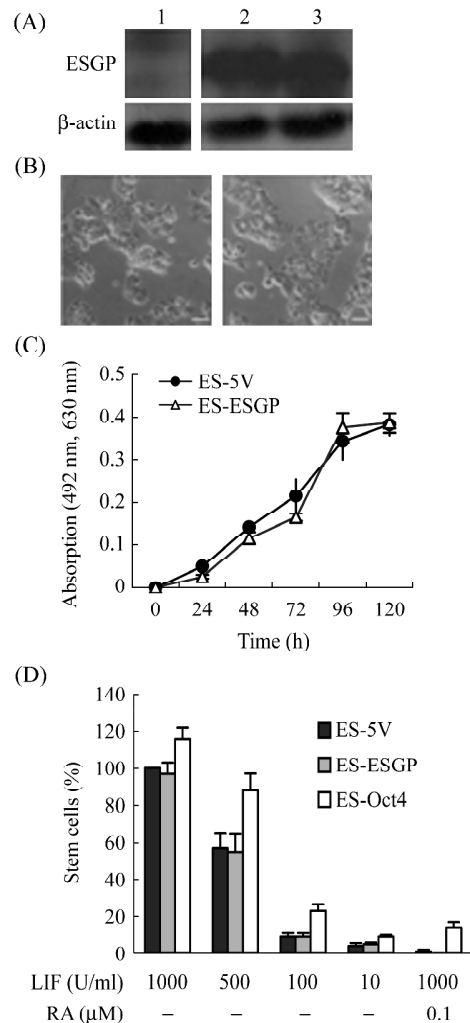 (A)
1 2 3
ESGP
β-actin
(B)
(C)
0.5
0.4
0.3
0.2
0.1
0
Absorption (492 nm, 630 nm)
ES-5V
ES-ESGP
0 24 48 72 96 120
Time (h)
(D)
140
120
100
80
60
40
20
0
Stem cells (%)
ES-5V
ES-ESGP
ES-Oct4
LIF (U/ml) 1000 500 100 10 1000
RA (μM) – – – – 0.1